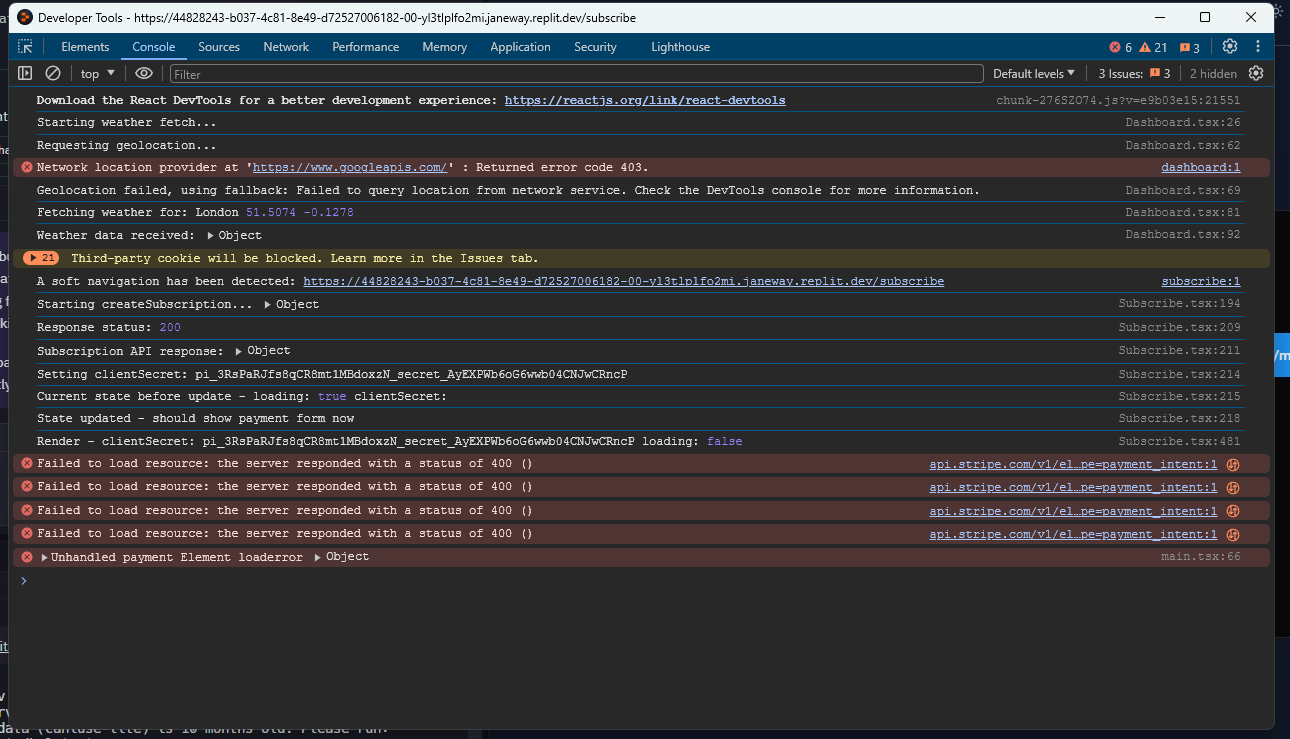 Developer Tools - https://44828243-b037-4c81-8e49-d72527006182-00-yl3tlplfo2mi.janeway.replit.dev/subscribe
Elements Console Sources Network Performance Memory Application Security Lighthouse 6 21 3
top Filter Default levels 3 Issues: 3 2 hidden
Download the React DevTools for a better development experience: https://reactjs.org/link/react-devtools chunk-276SZO74.js?v=e9b03e15:21551
Starting weather fetch... Dashboard.tsx:26
Requesting geolocation... Dashboard.tsx:62
Network location provider at 'https://www.googleapis.com/' : Returned error code 403. dashboard:1
Geolocation failed, using fallback: Failed to query location from network service. Check the DevTools console for more information. Dashboard.tsx:69
Fetching weather for: London 51.5074 -0.1278 Dashboard.tsx:81
Weather data received: Object Dashboard.tsx:92
21 Third-party cookie will be blocked. Learn more in the Issues tab.
A soft navigation has been detected: https://44828243-b037-4c81-8e49-d72527006182-00-yl3tlplfo2mi.janeway.replit.dev/subscribe subscribe:1
Starting createSubscription... Object Subscribe.tsx:194
Response status: 200 Subscribe.tsx:209
Subscription API response: Object Subscribe.tsx:211
Setting clientSecret: pi_3RsPaRJfs8qCR8mt1MBdoxzN_secret_AyEXPWb6oG6wwb04CNJwCRncP Subscribe.tsx:214
Current state before update - loading: true clientSecret: Subscribe.tsx:215
State updated - should show payment form now Subscribe.tsx:218
Render - clientSecret: pi_3RsPaRJfs8qCR8mt1MBdoxzN_secret_AyEXPWb6oG6wwb04CNJwCRncP loading: false Subscribe.tsx:481
Failed to load resource: the server responded with a status of 400 () api.stripe.com/v1/el…pe=payment_intent:1
Failed to load resource: the server responded with a status of 400 () api.stripe.com/v1/el…pe=payment_intent:1
Failed to load resource: the server responded with a status of 400 () api.stripe.com/v1/el…pe=payment_intent:1
Failed to load resource: the server responded with a status of 400 () api.stripe.com/v1/el…pe=payment_intent:1
Unhandled payment Element loaderror Object main.tsx:66
/m